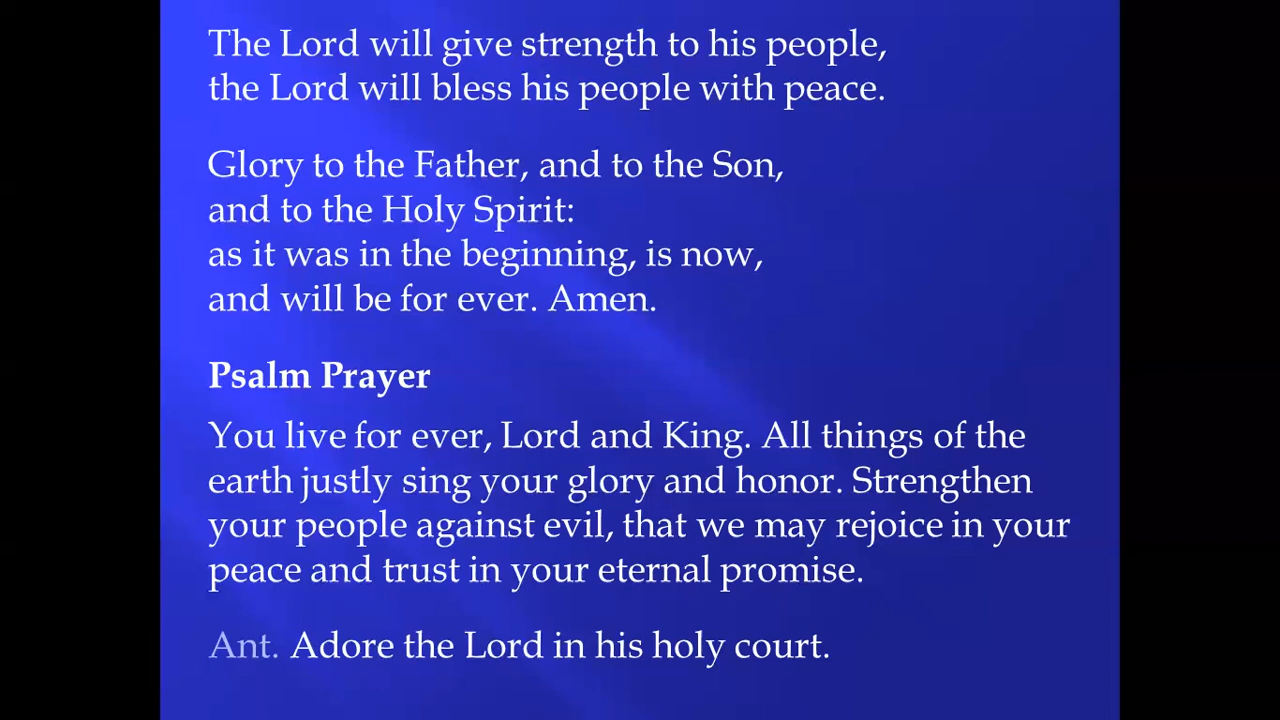 The Lord will give strength to his people,
the Lord will bless his people with peace.
Glory to the Father, and to the Son,
and to the Holy Spirit:
as it was in the beginning, is now,
and will be for ever. Amen.
Psalm Prayer
You live for ever, Lord and King. All things of the
earth justly sing your glory and honor. Strengthen
your people against evil, that we may rejoice in your
peace and trust in your eternal promise.
Ant. Adore the Lord in his holy court.